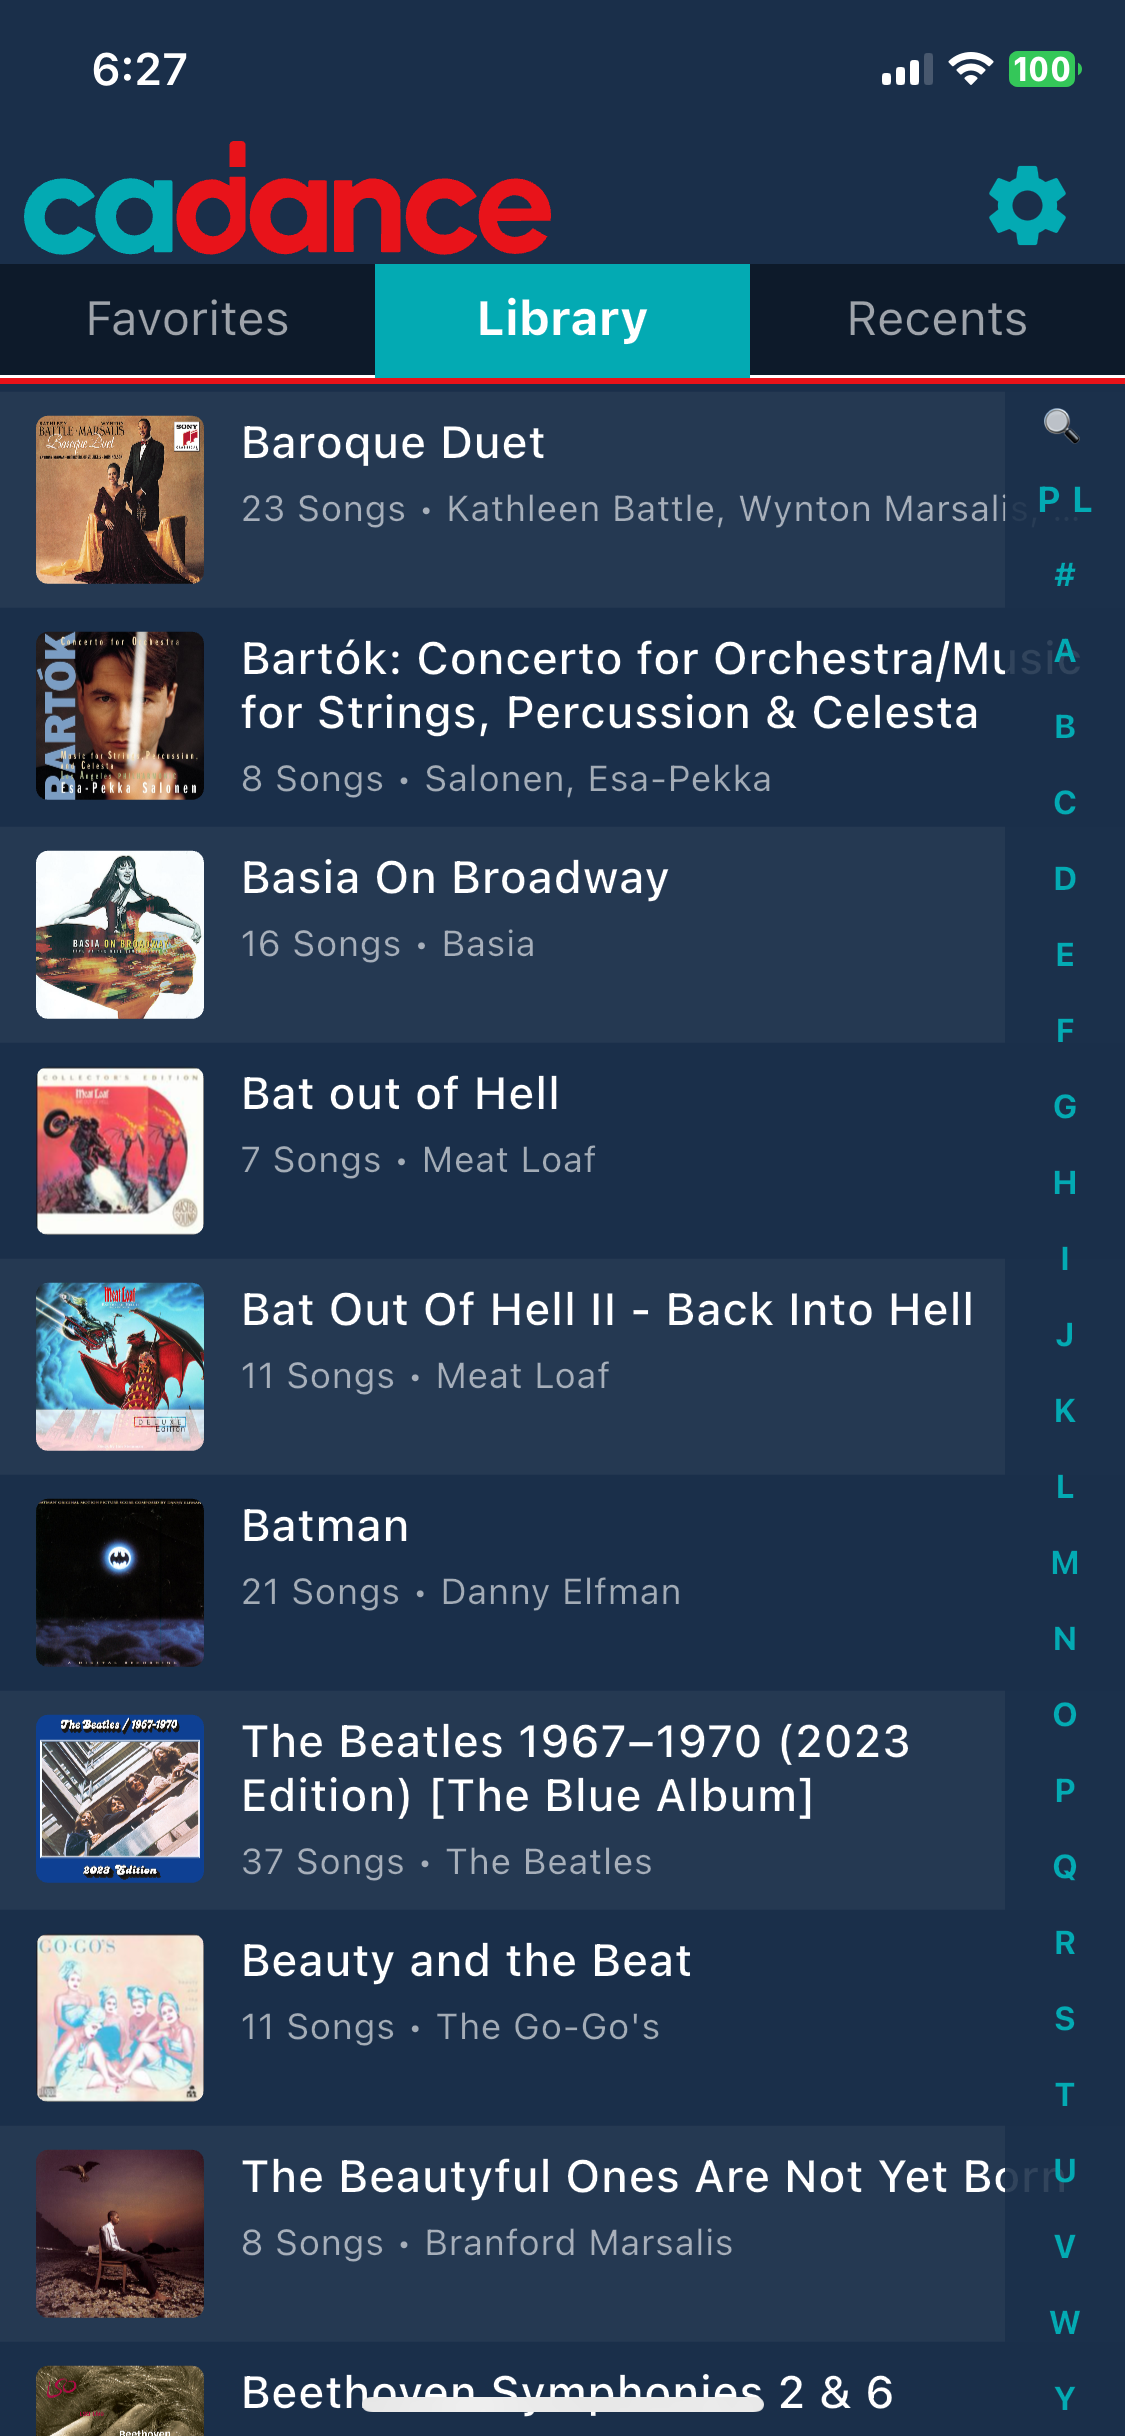 6:27
100
cadance
Favorites
Library
Recents
Baroque Duet
23 Songs • Kathleen Battle, Wynton Marsalis, ...
Bartók: Concerto for Orchestra/Music
for Strings, Percussion & Celesta
8 Songs • Salonen, Esa-Pekka
Basia On Broadway
16 Songs • Basia
Bat out of Hell
7 Songs • Meat Loaf
Bat Out Of Hell II - Back Into Hell
11 Songs • Meat Loaf
Batman
21 Songs • Danny Elfman
The Beatles 1967–1970 (2023
Edition) [The Blue Album]
37 Songs • The Beatles
Beauty and the Beat
11 Songs • The Go-Go's
The Beautyful Ones Are Not Yet Born
8 Songs • Branford Marsalis
Beethoven Symphonies 2 & 6
P L
#
A
B
C
D
E
F
G
H
I
J
K
L
M
N
O
P
Q
R
S
T
U
V
W
Y
BATTLE • MARSALIS
Baroque Duet
SONY
Concerto for Orchestra
BARTÓK
Music for Strings, Percussion,
and Celesta
Esa-Pekka Salonen
BASIA ON BROADWAY
COLLECTOR'S EDITION
Meat Loaf
Meat Loaf
DELUXE
Edition
The Beatles / 1967-1970
2023 Edition
GO-GO'S
Beethoven